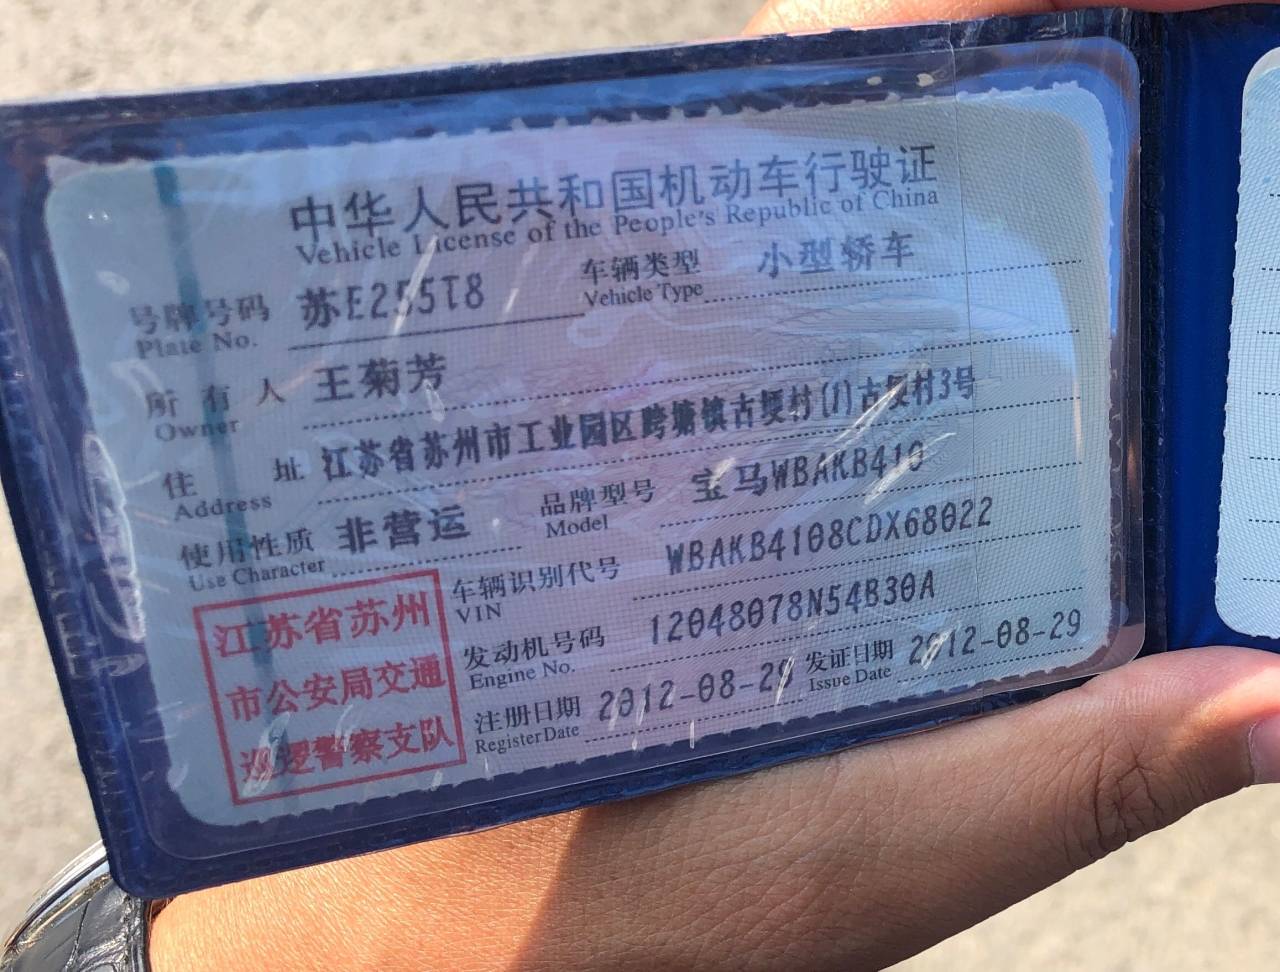 中华人民共和国机动车行驶证
Vehicle License of the People's Republic of China
号牌号码 苏E255T8 车辆类型 小型轿车
Plate No. Vehicle Type
所有人 王菊芳
Owner
住址 江苏省苏州市工业园区跨塘镇古娄村(1)古娄村3号
Address
使用性质 非营运 品牌型号 宝马WBAKB410
Use Character Model
车辆识别代号 WBAKB4108CDX68022
VIN
发动机号码 12048078N54B30A
Engine No.
注册日期 2012-08-29 发证日期 2012-08-29
Register Date Issue Date
江苏省苏州
市公安局交通
巡逻警察支队